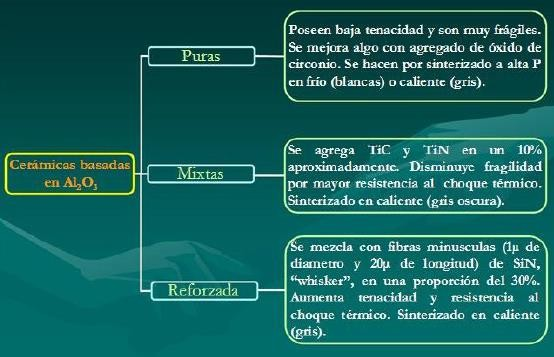 Cerámicas basadas
en Al₂O₃
Puras
Poseen baja tenacidad y son muy frágiles.
Se mejora algo con agregado de óxido de
circonio. Se hacen por sinterizado a alta P
en frío (blancas) o caliente (gris).
Mixtas
Se agrega TiC y TiN en un 10%
aproximadamente. Disminuye fragilidad
por mayor resistencia al choque térmico.
Sinterizado en caliente (gris oscura).
Reforzada
Se mezcla con fibras minusculas (1µ de
diametro y 20µ de longitud) de SiN,
“whisker”, en una proporción del 30%.
Aumenta tenacidad y resistencia al
choque térmico. Sinterizado en caliente
(gris).